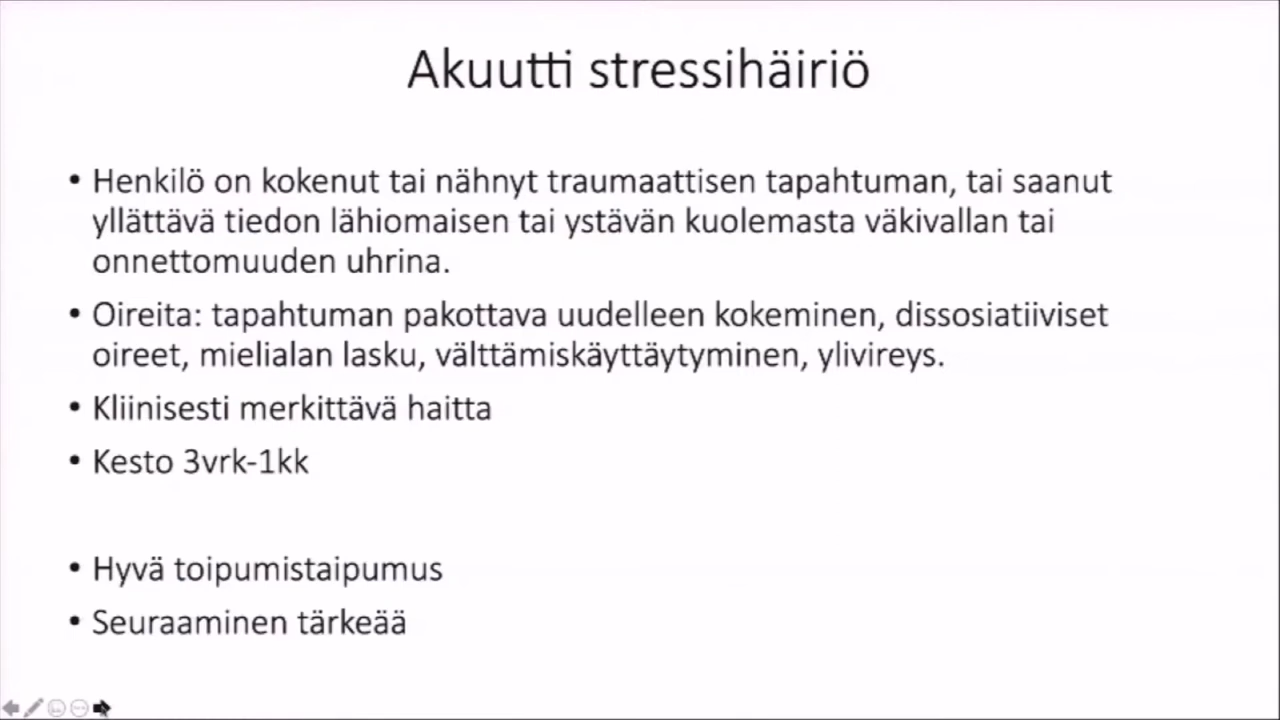 Akuutti stressihäiriö
• Henkilö on kokenut tai nähnyt traumaattisen tapahtuman, tai saanut
yllättävä tiedon lähiomaisen tai ystävän kuolemasta väkivallan tai
onnettomuuden uhrina.
• Oireita: tapahtuman pakottava uudelleen kokeminen, dissosiatiiviset
oireet, mielialan lasku, välttämiskäyttäytyminen, ylivireys.
• Kliinisesti merkittävä haitta
• Kesto 3vrk-1kk
• Hyvä toipumistaipumus
• Seuraaminen tärkeää